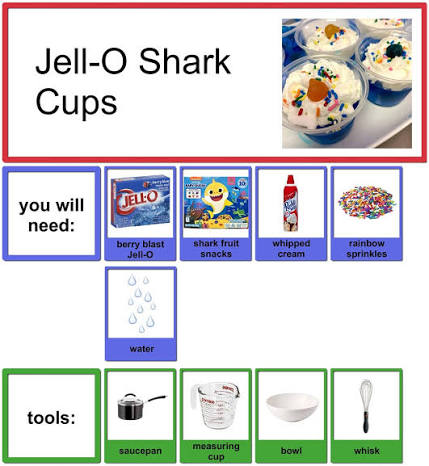 Jell-O Shark
Cups
you will
need:
JELL-O
berry blast
Jell-O
shark fruit
snacks
whipped
cream
rainbow
sprinkles
water
tools:
saucepan
measuring
cup
bowl
whisk